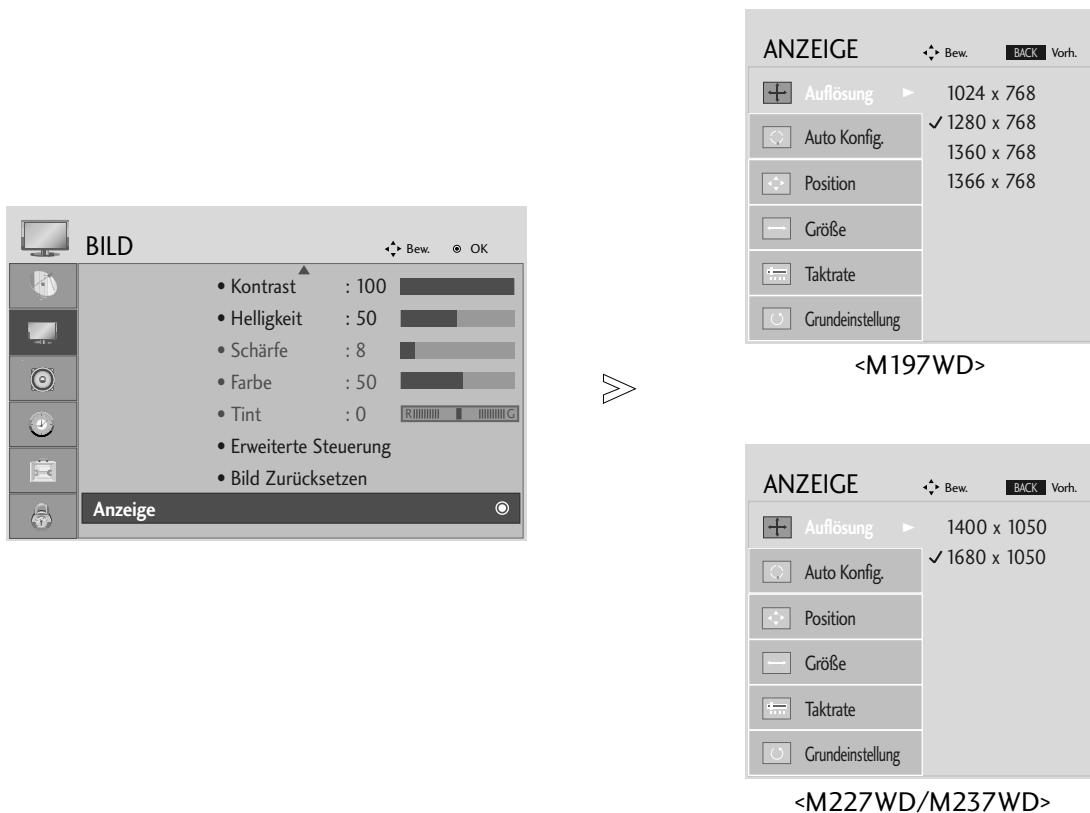 BILD
Bew. OK
• Kontrast : 100
• Helligkeit : 50
• Schärfe : 8
• Farbe : 50
• Tint : 0 R G
• Erweiterte Steuerung
• Bild Zurücksetzen
Anzeige
ANZEIGE
Bew. BACK Vorh.
Auflösung 1024 x 768
✓ 1280 x 768
Auto Konfig.
1360 x 768
Position 1366 x 768
Größe
Taktrate
Grundeinstellung
<M197WD>
ANZEIGE
Bew. BACK Vorh.
Auflösung 1400 x 1050
✓ 1680 x 1050
Auto Konfig.
Position
Größe
Taktrate
Grundeinstellung
<M227WD/M237WD>